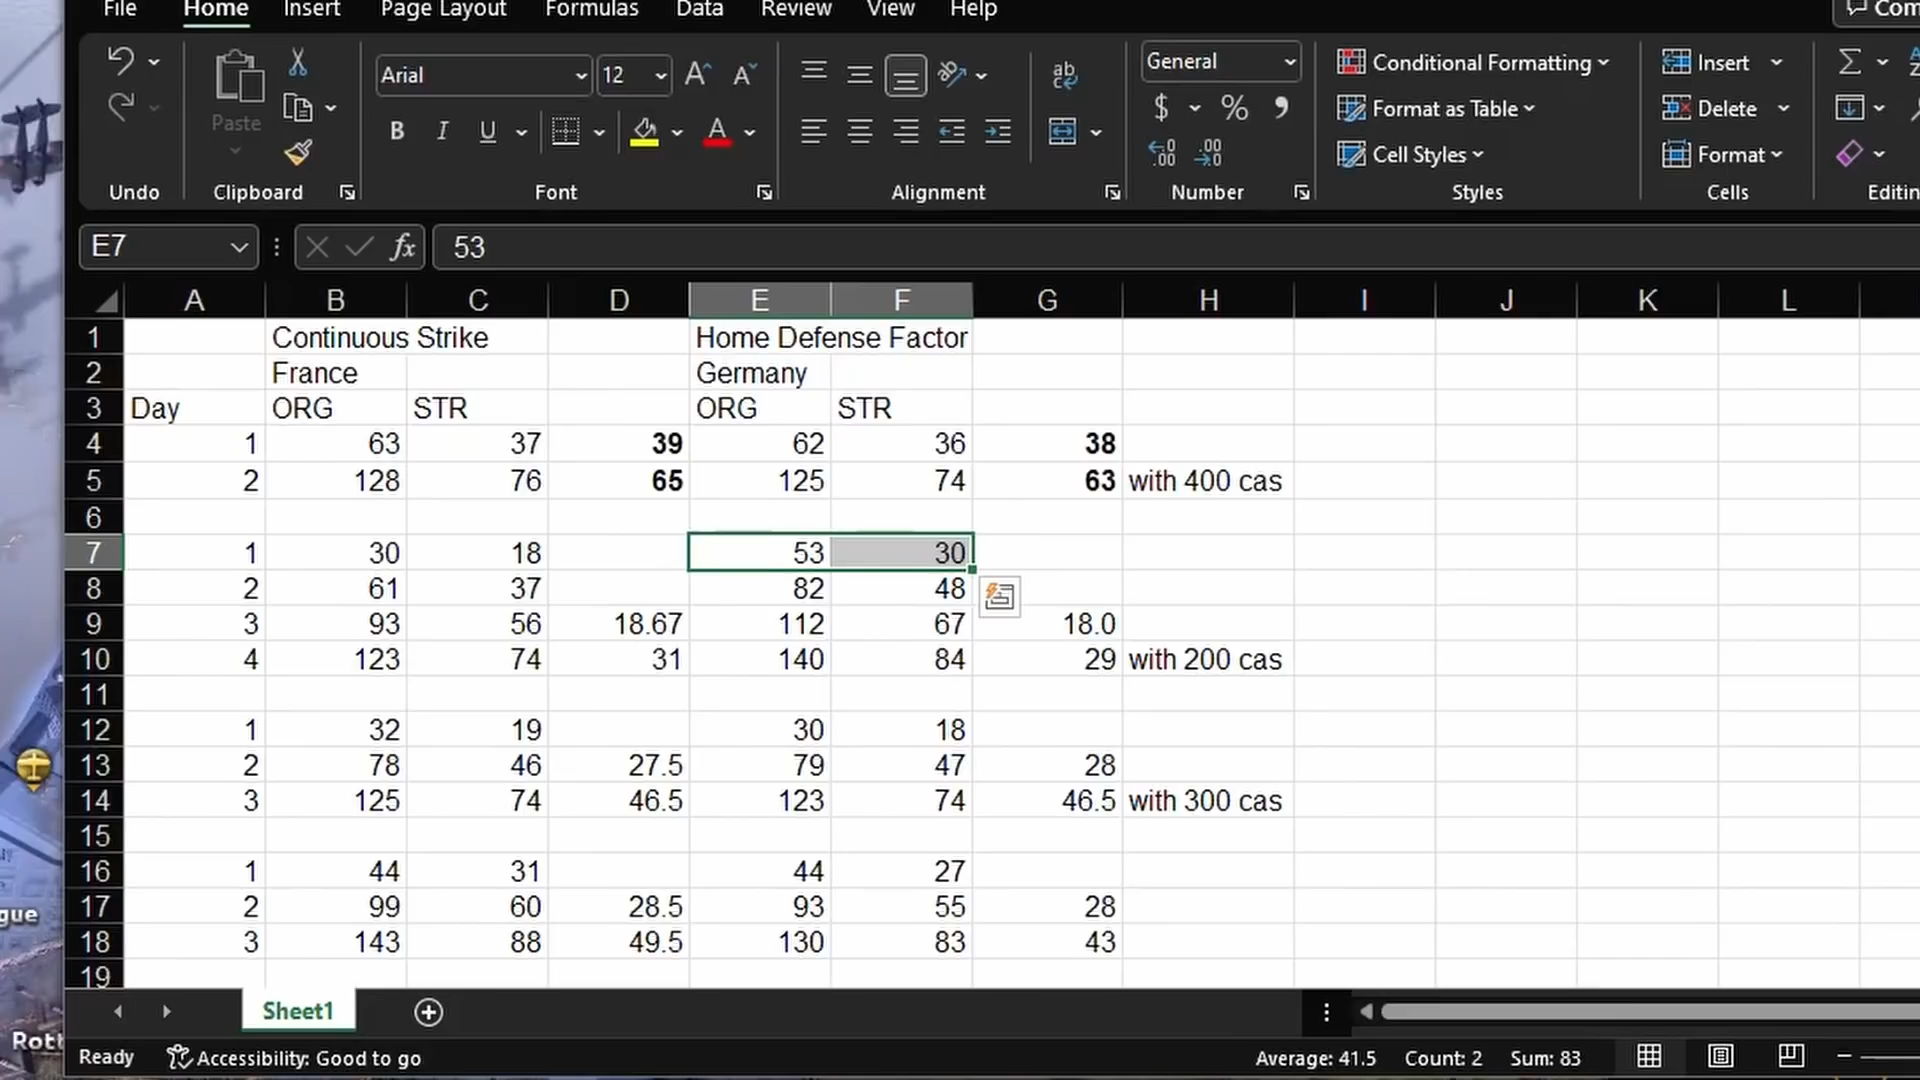 File Home Insert Page Layout Formulas Data Review View Help
Arial 12 General Conditional Formatting Insert
Paste Format as Table Delete
B I U A $ % Cell Styles Format
Undo Clipboard Font Alignment Number Styles Cells
E7 fx 53
A B C D E F G H I J K L
1 Continuous Strike Home Defense Factor
2 France Germany
3 Day ORG STR ORG STR
4 1 63 37 39 62 36 38
5 2 128 76 65 125 74 63 with 400 cas
6
7 1 30 18 53 30
8 2 61 37 82 48
9 3 93 56 18.67 112 67 18.0
10 4 123 74 31 140 84 29 with 200 cas
11
12 1 32 19 30 18
13 2 78 46 27.5 79 47 28
14 3 125 74 46.5 123 74 46.5 with 300 cas
15
16 1 44 31 44 27
17 2 99 60 28.5 93 55 28
18 3 143 88 49.5 130 83 43
19
Sheet1
Ready Accessibility: Good to go Average: 41.5 Count: 2 Sum: 83